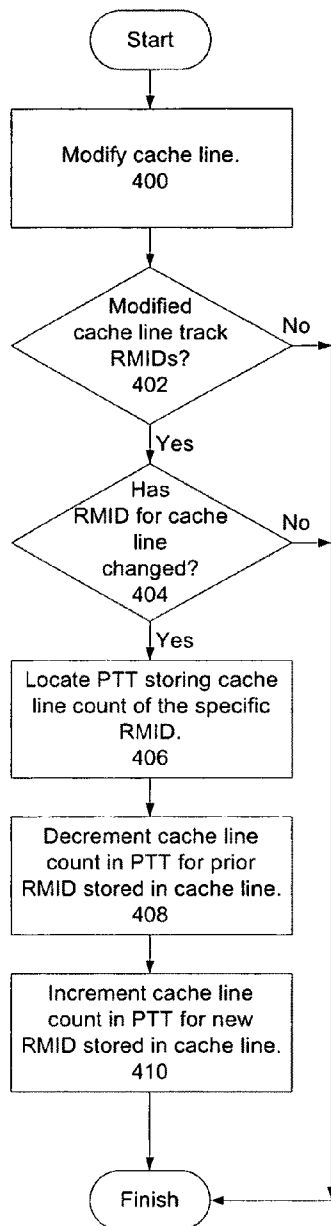 Start
Modify cache line.
400
Modified
cache line track
RMIDs?
402
No
Yes
Has
RMID for cache
line
changed?
404
No
Yes
Locate PTT storing cache
line count of the specific
RMID.
406
Decrement cache line
count in PTT for prior
RMID stored in cache line.
408
Increment cache line
count in PTT for new
RMID stored in cache line.
410
Finish